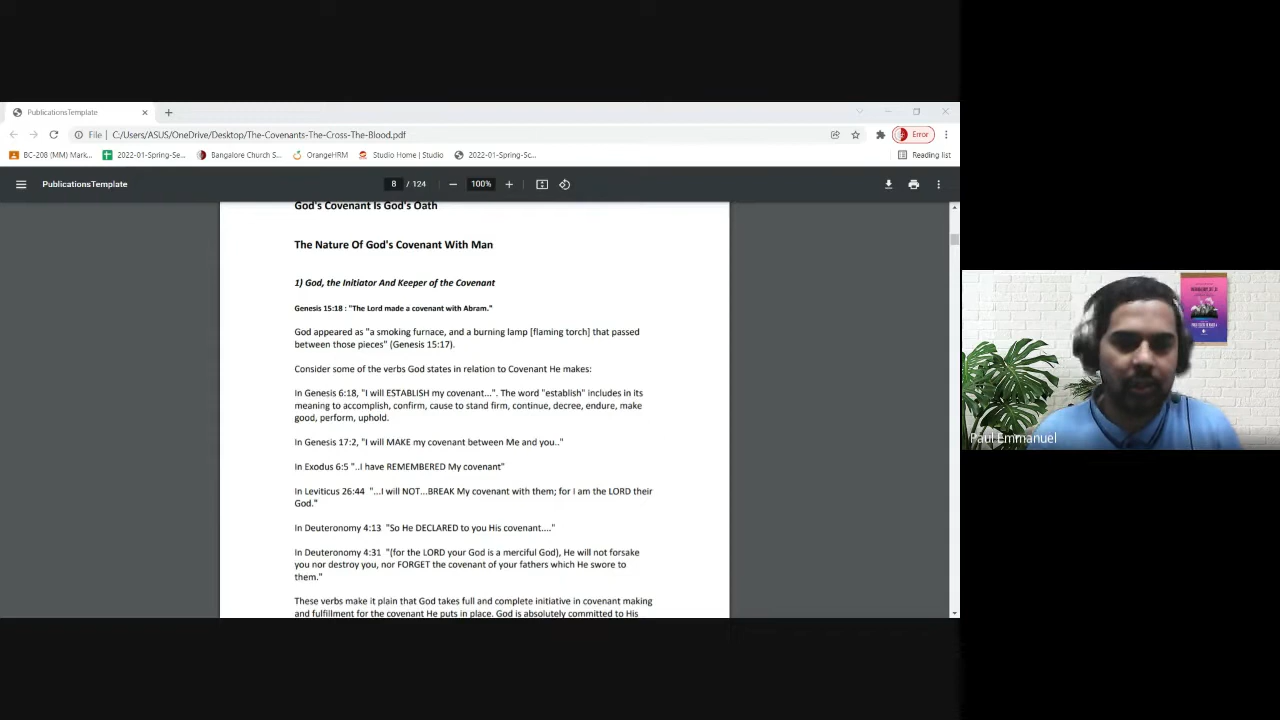 PublicationsTemplate
File C:/Users/ASUS/OneDrive/Desktop/The-Covenants-The-Cross-The-Blood.pdf Error
BC-208 (MM) Mark... 2022-01-Spring-Se... Bangalore Church S... OrangeHRM Studio Home | Studio 2022-01-Spring-Sc... Reading list
PublicationsTemplate 8 / 124 100%
God's Covenant Is God's Oath
The Nature Of God's Covenant With Man
1) God, the Initiator And Keeper of the Covenant
Genesis 15:18 : "The Lord made a covenant with Abram."
God appeared as "a smoking furnace, and a burning lamp [flaming torch] that passed
between those pieces" (Genesis 15:17).
Consider some of the verbs God states in relation to Covenant He makes:
In Genesis 6:18, "I will ESTABLISH my covenant...". The word "establish" includes in its
meaning to accomplish, confirm, cause to stand firm, continue, decree, endure, make
good, perform, uphold.
In Genesis 17:2, "I will MAKE my covenant between Me and you.."
In Exodus 6:5 "..I have REMEMBERED My covenant"
In Leviticus 26:44 "...I will NOT...BREAK My covenant with them; for I am the LORD their
God."
In Deuteronomy 4:13 "So He DECLARED to you His covenant...."
In Deuteronomy 4:31 "(for the LORD your God is a merciful God), He will not forsake
you nor destroy you, nor FORGET the covenant of your fathers which He swore to
them."
These verbs make it plain that God takes full and complete initiative in covenant making
and fulfillment for the covenant He puts in place. God is absolutely committed to His
Paul Emmanuel